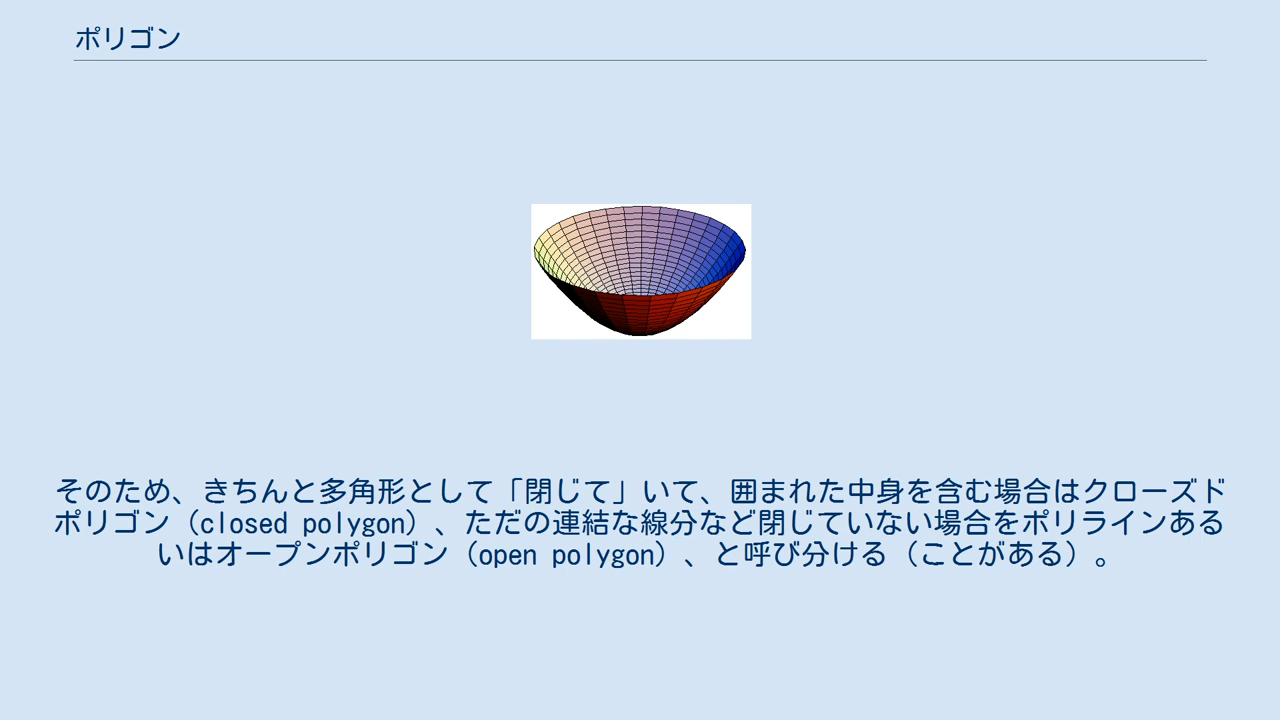 ポリゴン
そのため、きちんと多角形として「閉じて」いて、囲まれた中身を含む場合はクローズド
ポリゴン（closed polygon）、ただの連結な線分など閉じていない場合をポリラインある
いはオープンポリゴン（open polygon）、と呼び分ける（ことがある）。